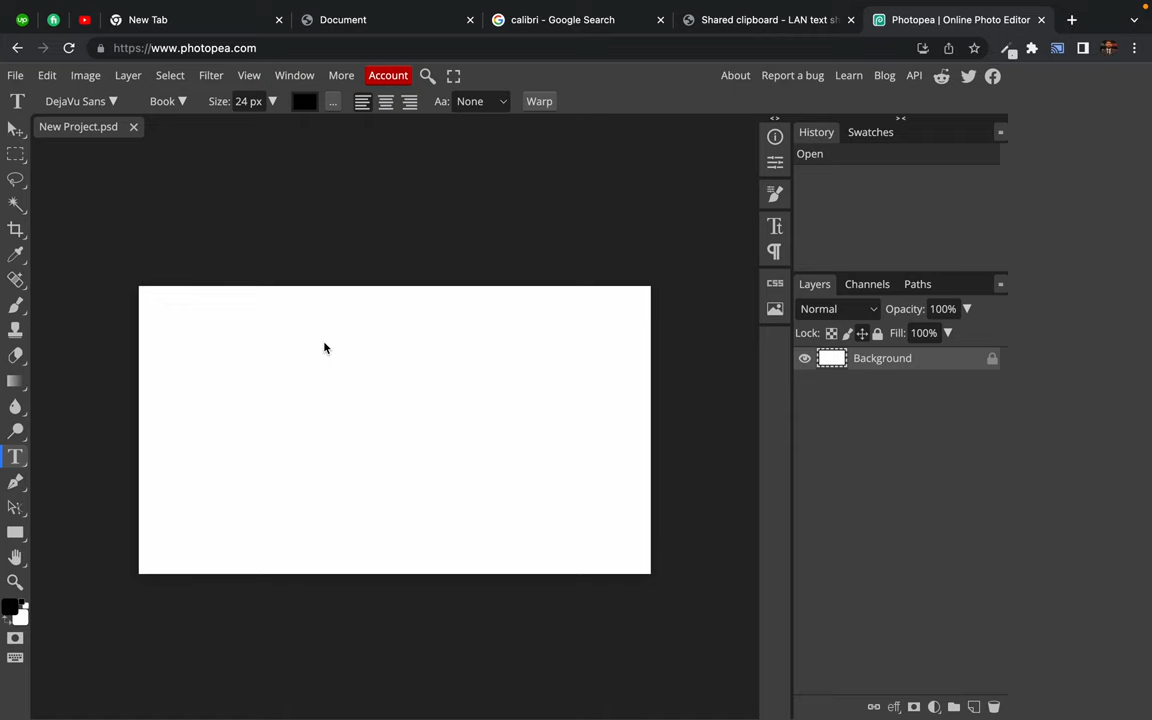 New Tab
Document
calibri - Google Search
Shared clipboard - LAN text sh
Photopea | Online Photo Editor
https://www.photopea.com
File Edit Image Layer Select Filter View Window More Account
About Report a bug Learn Blog API
DejaVu Sans Book Size: 24 px ... Aa: None Warp
New Project.psd
History Swatches
Open
CSS
Layers Channels Paths
Normal Opacity: 100%
Lock: Fill: 100%
Background
eff